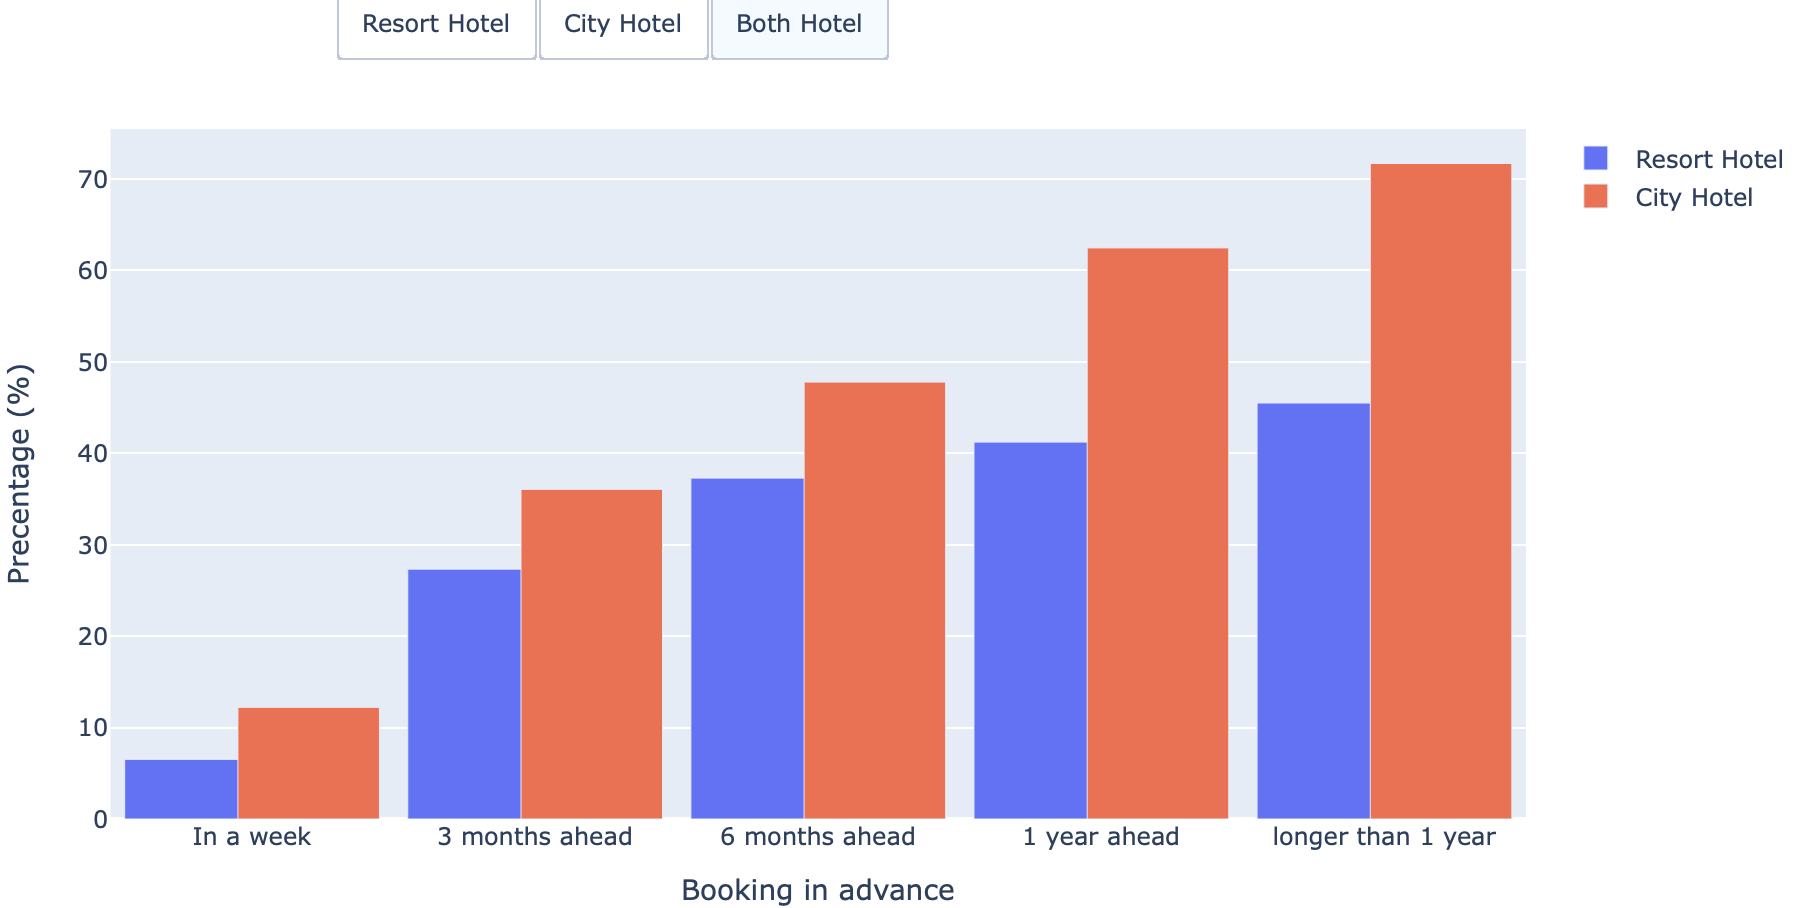 Resort Hotel City Hotel Both Hotel
Resort Hotel
City Hotel
70
60
50
40
30
20
10
0
Precentage (%)
In a week 3 months ahead 6 months ahead 1 year ahead longer than 1 year
Booking in advance